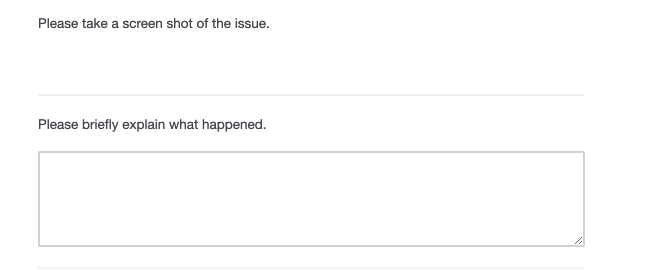 Please take a screen shot of the issue.
Please briefly explain what happened.